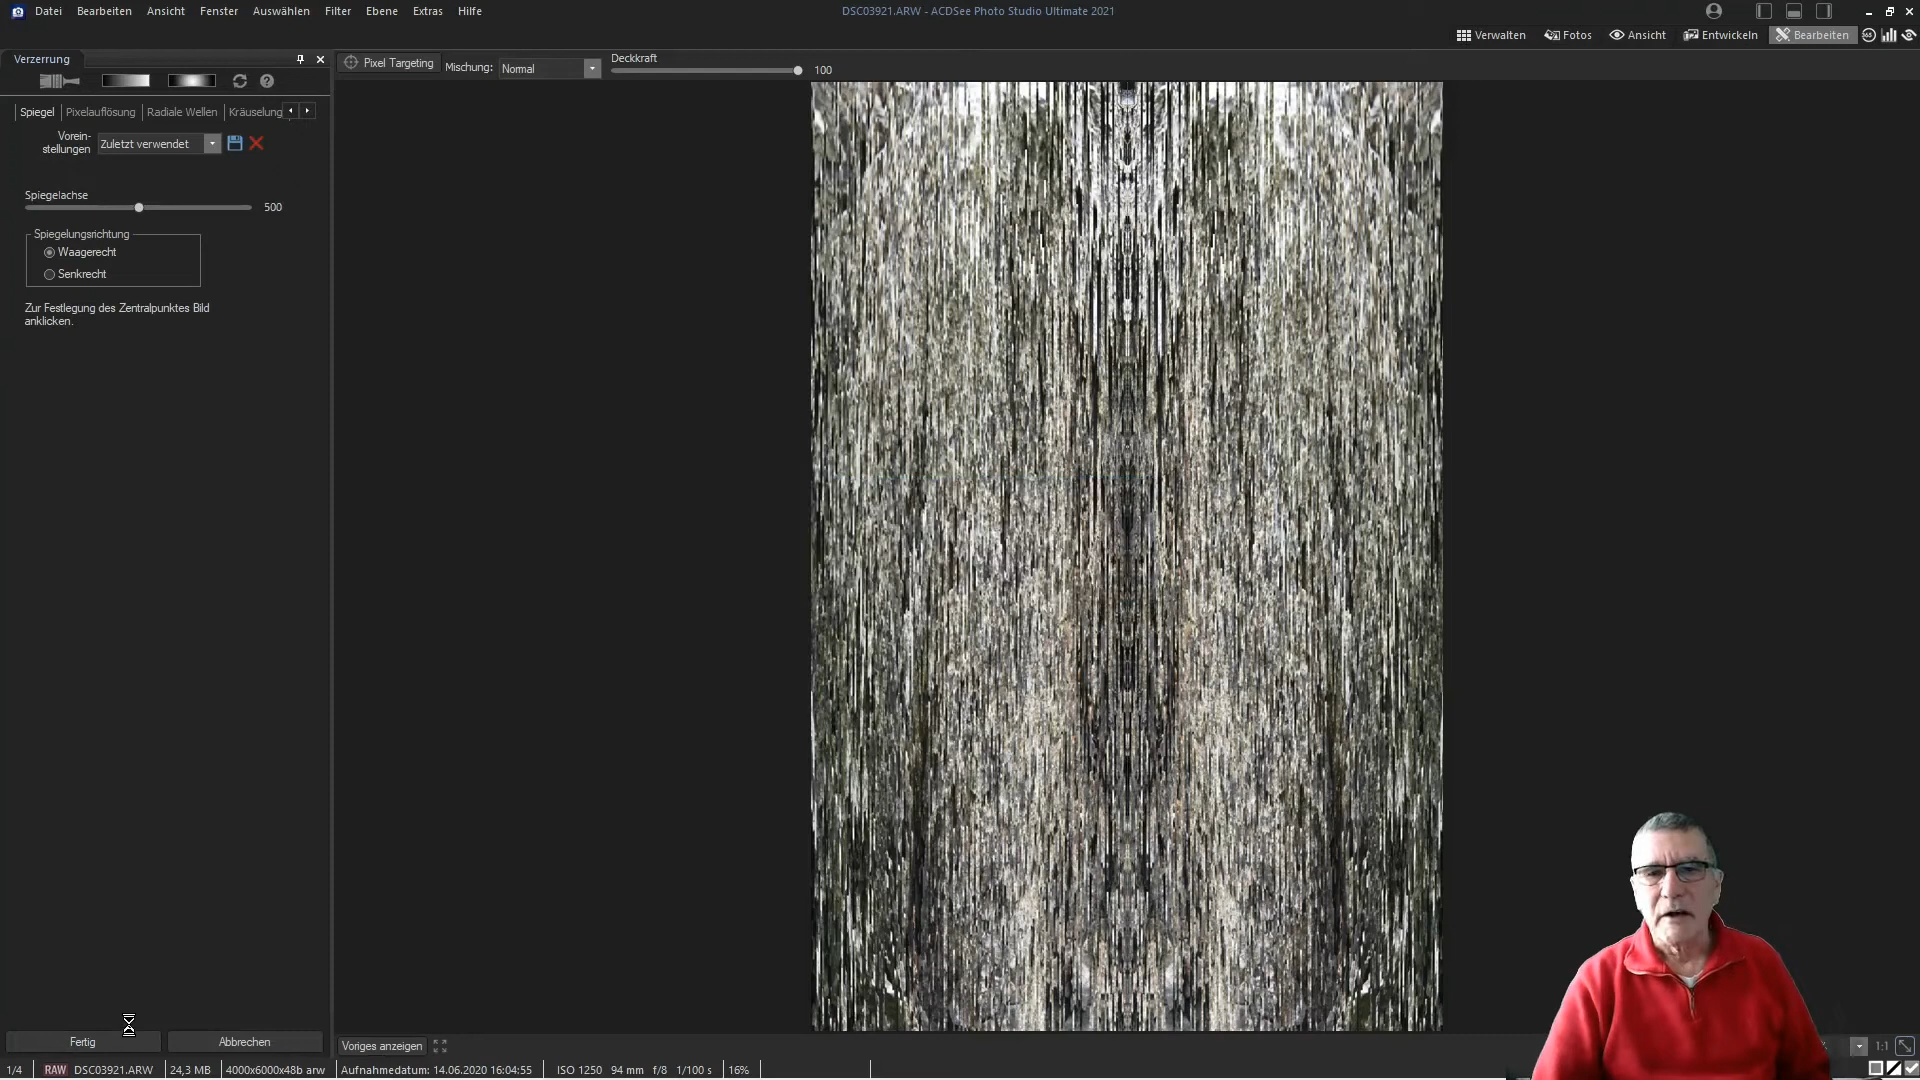 Datei Bearbeiten Ansicht Fenster Auswählen Filter Ebene Extras Hilfe
DSC03921.ARW - ACDSee Photo Studio Ultimate 2021
Verwalten Fotos Ansicht Entwickeln Bearbeiten
365
Verzerrung
Pixel Targeting Mischung: Normal Deckkraft 100
Spiegel Pixelauflösung Radiale Wellen Kräuselung
Vorein-
stellungen Zuletzt verwendet
Spiegelachse
500
Spiegelungsrichtung
Waagerecht
Senkrecht
Zur Festlegung des Zentralpunktes Bild
anklicken.
Fertig Abbrechen
Voriges anzeigen
1:1
1/4 RAW DSC03921.ARW 24,3 MB 4000x6000x48b arw Aufnahmedatum: 14.06.2020 16:04:55 ISO 1250 94 mm f/8 1/100 s 16%